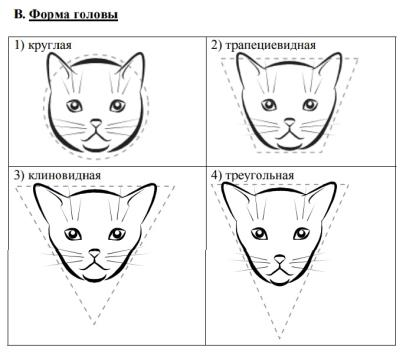 В. Форма головы
1) круглая
2) трапециевидная
3) клиновидная
4) треугольная